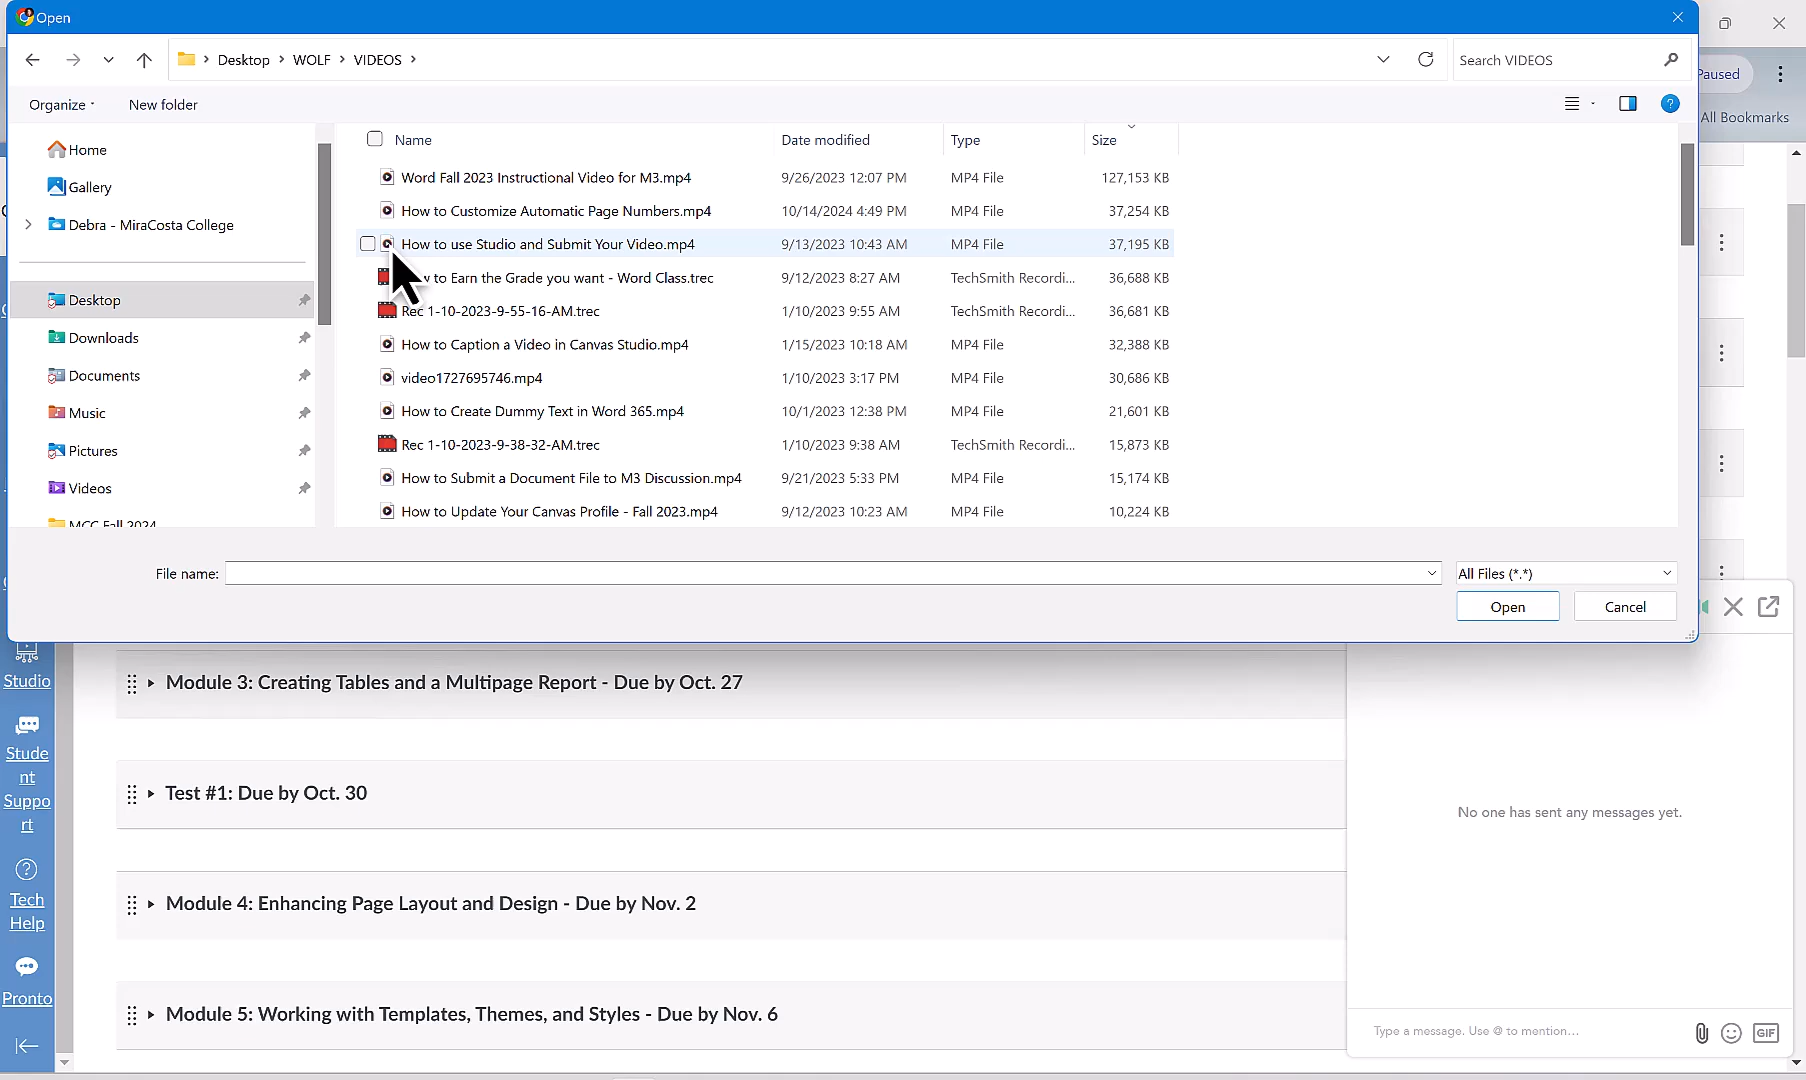 Open
Desktop > WOLF > VIDEOS >
Search VIDEOS
Paused
Organize
New folder
All Bookmarks
Home
Gallery
Debra - MiraCosta College
Desktop
Downloads
Documents
Music
Pictures
Videos
MCC Fall 2024
Name Date modified Type Size
Word Fall 2023 Instructional Video for M3.mp4 9/26/2023 12:07 PM MP4 File 127,153 KB
How to Customize Automatic Page Numbers.mp4 10/14/2024 4:49 PM MP4 File 37,254 KB
How to use Studio and Submit Your Video.mp4 9/13/2023 10:43 AM MP4 File 37,195 KB
to Earn the Grade you want - Word Class.trec 9/12/2023 8:27 AM TechSmith Recordi... 36,688 KB
Rec 1-10-2023-9-55-16-AM.trec 1/10/2023 9:55 AM TechSmith Recordi... 36,681 KB
How to Caption a Video in Canvas Studio.mp4 1/15/2023 10:18 AM MP4 File 32,388 KB
video1727695746.mp4 1/10/2023 3:17 PM MP4 File 30,686 KB
How to Create Dummy Text in Word 365.mp4 10/1/2023 12:38 PM MP4 File 21,601 KB
Rec 1-10-2023-9-38-32-AM.trec 1/10/2023 9:38 AM TechSmith Recordi... 15,873 KB
How to Submit a Document File to M3 Discussion.mp4 9/21/2023 5:33 PM MP4 File 15,174 KB
How to Update Your Canvas Profile - Fall 2023.mp4 9/12/2023 10:23 AM MP4 File 10,224 KB
File name:
All Files (*.*)
Open
Cancel
Studio
Stude
nt
Suppo
rt
Tech
Help
Pronto
Module 3: Creating Tables and a Multipage Report - Due by Oct. 27
Test #1: Due by Oct. 30
Module 4: Enhancing Page Layout and Design - Due by Nov. 2
Module 5: Working with Templates, Themes, and Styles - Due by Nov. 6
No one has sent any messages yet.
Type a message. Use @ to mention...
GIF